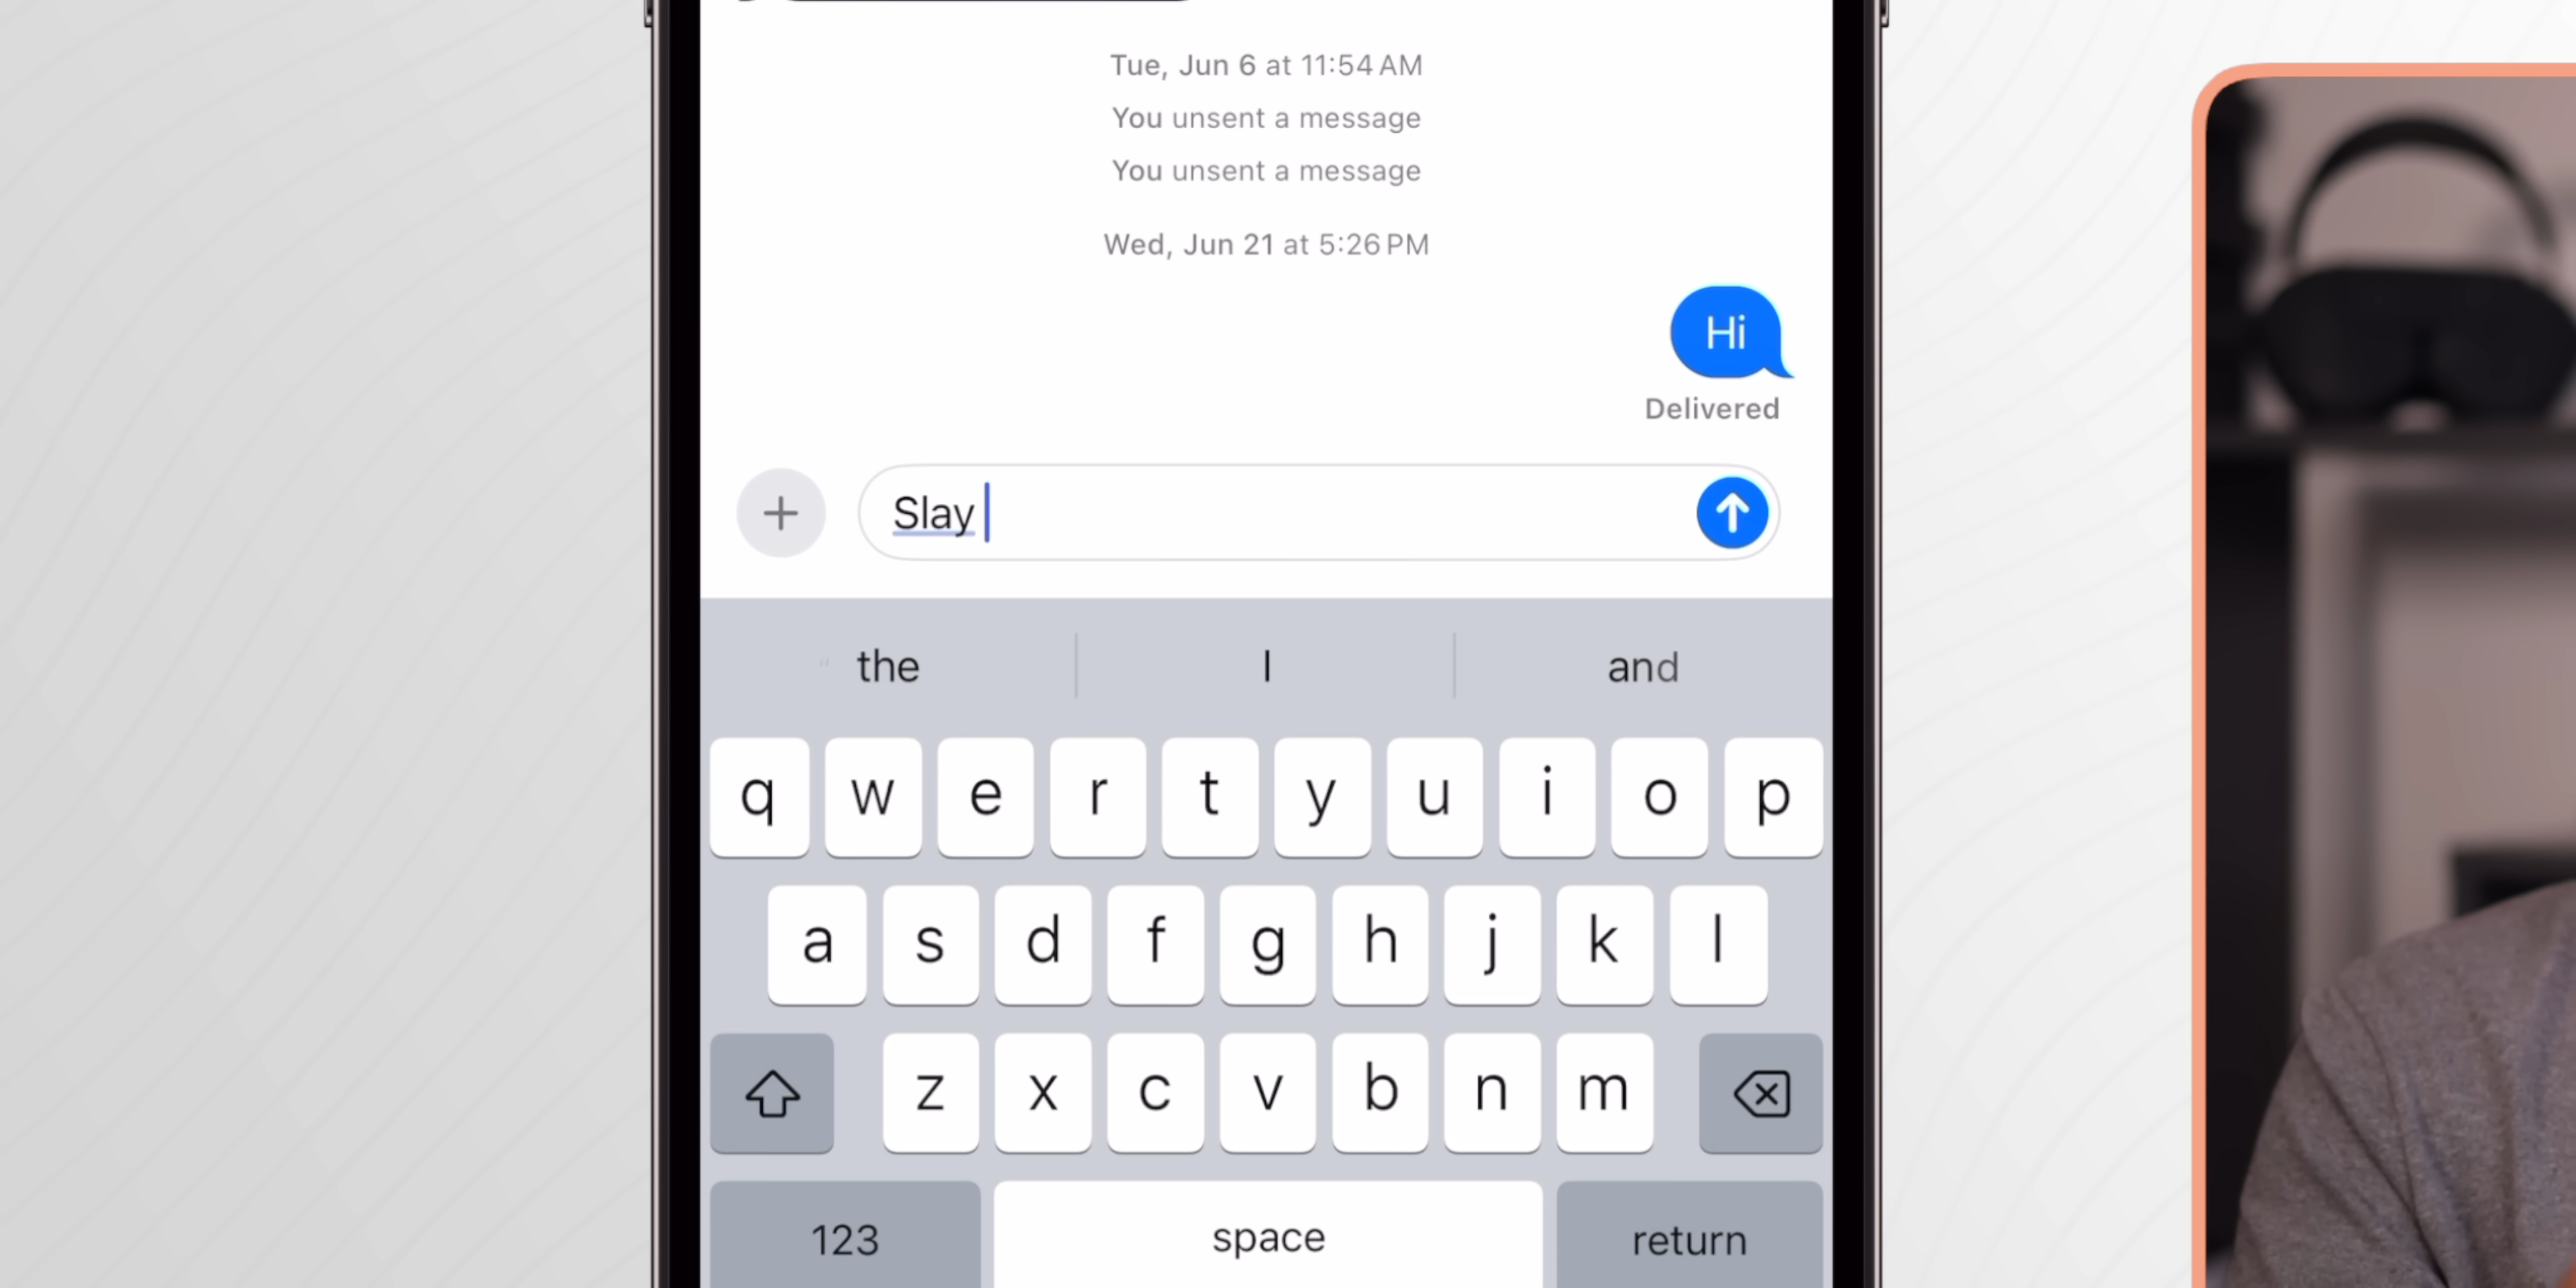 Tue, Jun 6 at 11:54 AM
You unsent a message
You unsent a message
Wed, Jun 21 at 5:26 PM
Hi
Delivered
Slay
the I and
q w e r t y u i o p
a s d f g h j k l
z x c v b n m
123 space return